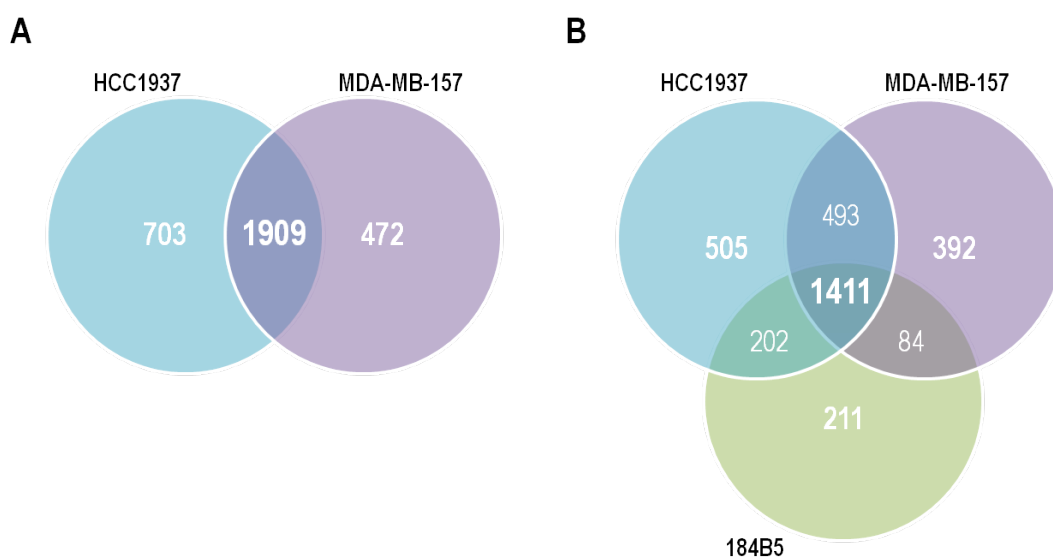 A
HCC1937 MDA-MB-157
703 1909 472
B
HCC1937 MDA-MB-157
493
505 392
1411
202 84
211
184B5